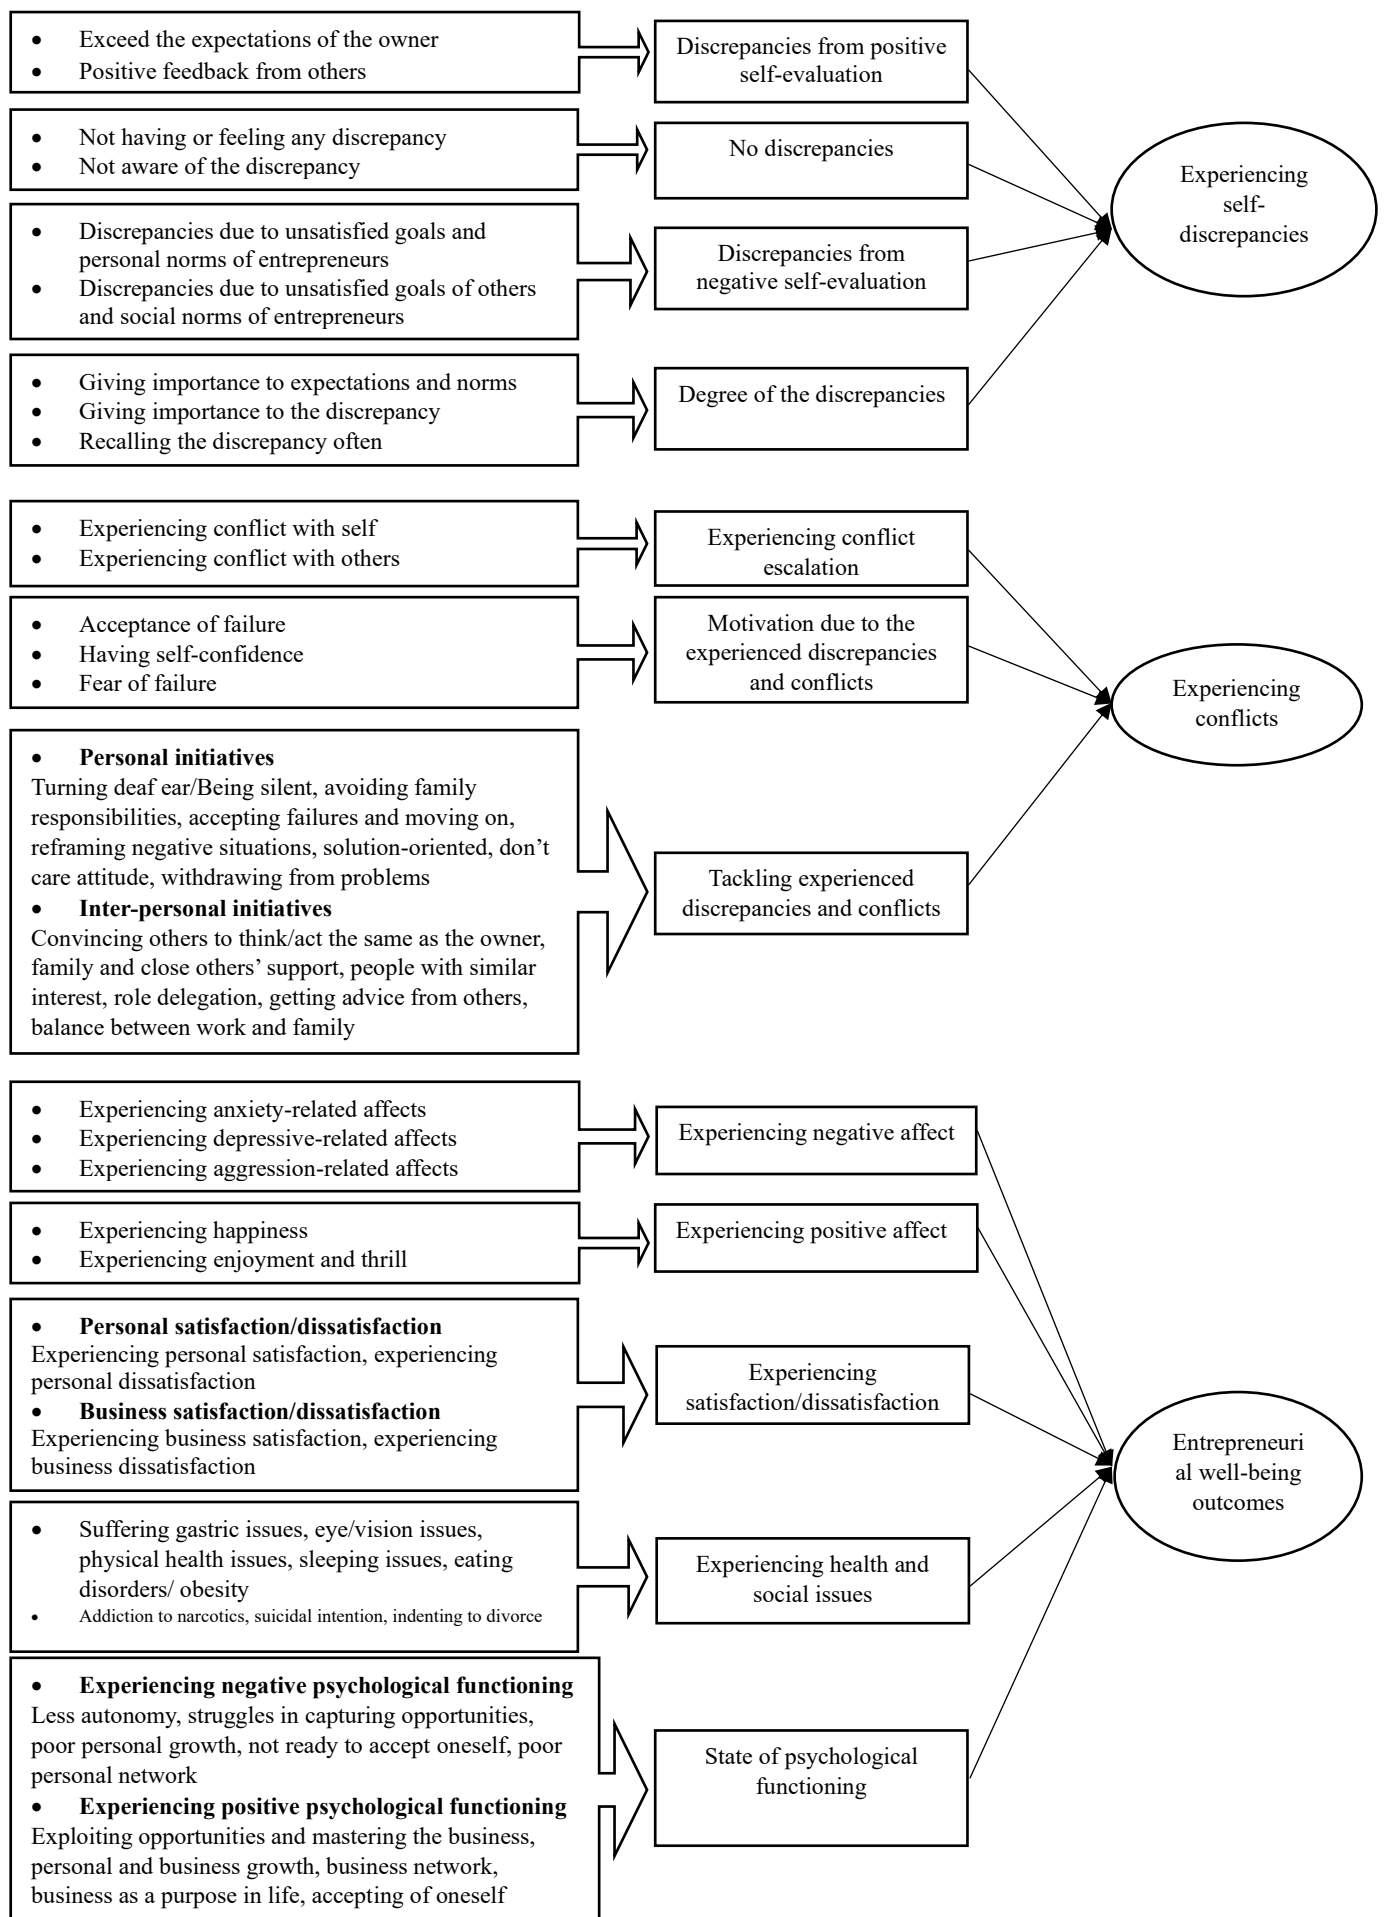 • Exceed the expectations of the owner
• Positive feedback from others
Discrepancies from positive
self-evaluation
• Not having or feeling any discrepancy
• Not aware of the discrepancy
No discrepancies
• Discrepancies due to unsatisfied goals and
personal norms of entrepreneurs
• Discrepancies due to unsatisfied goals of others
and social norms of entrepreneurs
Discrepancies from
negative self-evaluation
• Giving importance to expectations and norms
• Giving importance to the discrepancy
• Recalling the discrepancy often
Degree of the discrepancies
Experiencing
self-
discrepancies
• Experiencing conflict with self
• Experiencing conflict with others
Experiencing conflict
escalation
• Acceptance of failure
• Having self-confidence
• Fear of failure
Motivation due to the
experienced discrepancies
and conflicts
• Personal initiatives
Turning deaf ear/Being silent, avoiding family
responsibilities, accepting failures and moving on,
reframing negative situations, solution-oriented, don’t
care attitude, withdrawing from problems
• Inter-personal initiatives
Convincing others to think/act the same as the owner,
family and close others’ support, people with similar
interest, role delegation, getting advice from others,
balance between work and family
Tackling experienced
discrepancies and conflicts
Experiencing
conflicts
• Experiencing anxiety-related affects
• Experiencing depressive-related affects
• Experiencing aggression-related affects
Experiencing negative affect
• Experiencing happiness
• Experiencing enjoyment and thrill
Experiencing positive affect
• Personal satisfaction/dissatisfaction
Experiencing personal satisfaction, experiencing
personal dissatisfaction
• Business satisfaction/dissatisfaction
Experiencing business satisfaction, experiencing
business dissatisfaction
Experiencing
satisfaction/dissatisfaction
• Suffering gastric issues, eye/vision issues,
physical health issues, sleeping issues, eating
disorders/ obesity
• Addiction to narcotics, suicidal intention, indenting to divorce
Experiencing health and
social issues
• Experiencing negative psychological functioning
Less autonomy, struggles in capturing opportunities,
poor personal growth, not ready to accept oneself, poor
personal network
• Experiencing positive psychological functioning
Exploiting opportunities and mastering the business,
personal and business growth, business network,
business as a purpose in life, accepting of oneself
State of psychological
functioning
Entrepreneuri
al well-being
outcomes